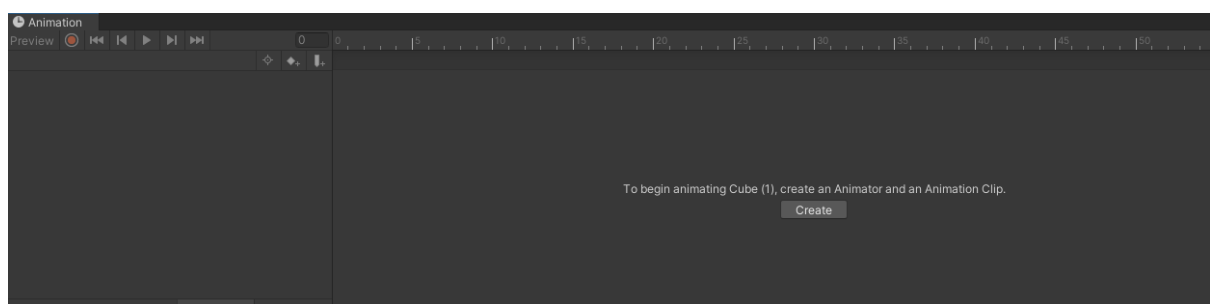 Animation
Preview 0 0 5 10 15 20 25 30 35 40 45 50
To begin animating Cube (1), create an Animator and an Animation Clip.
Create